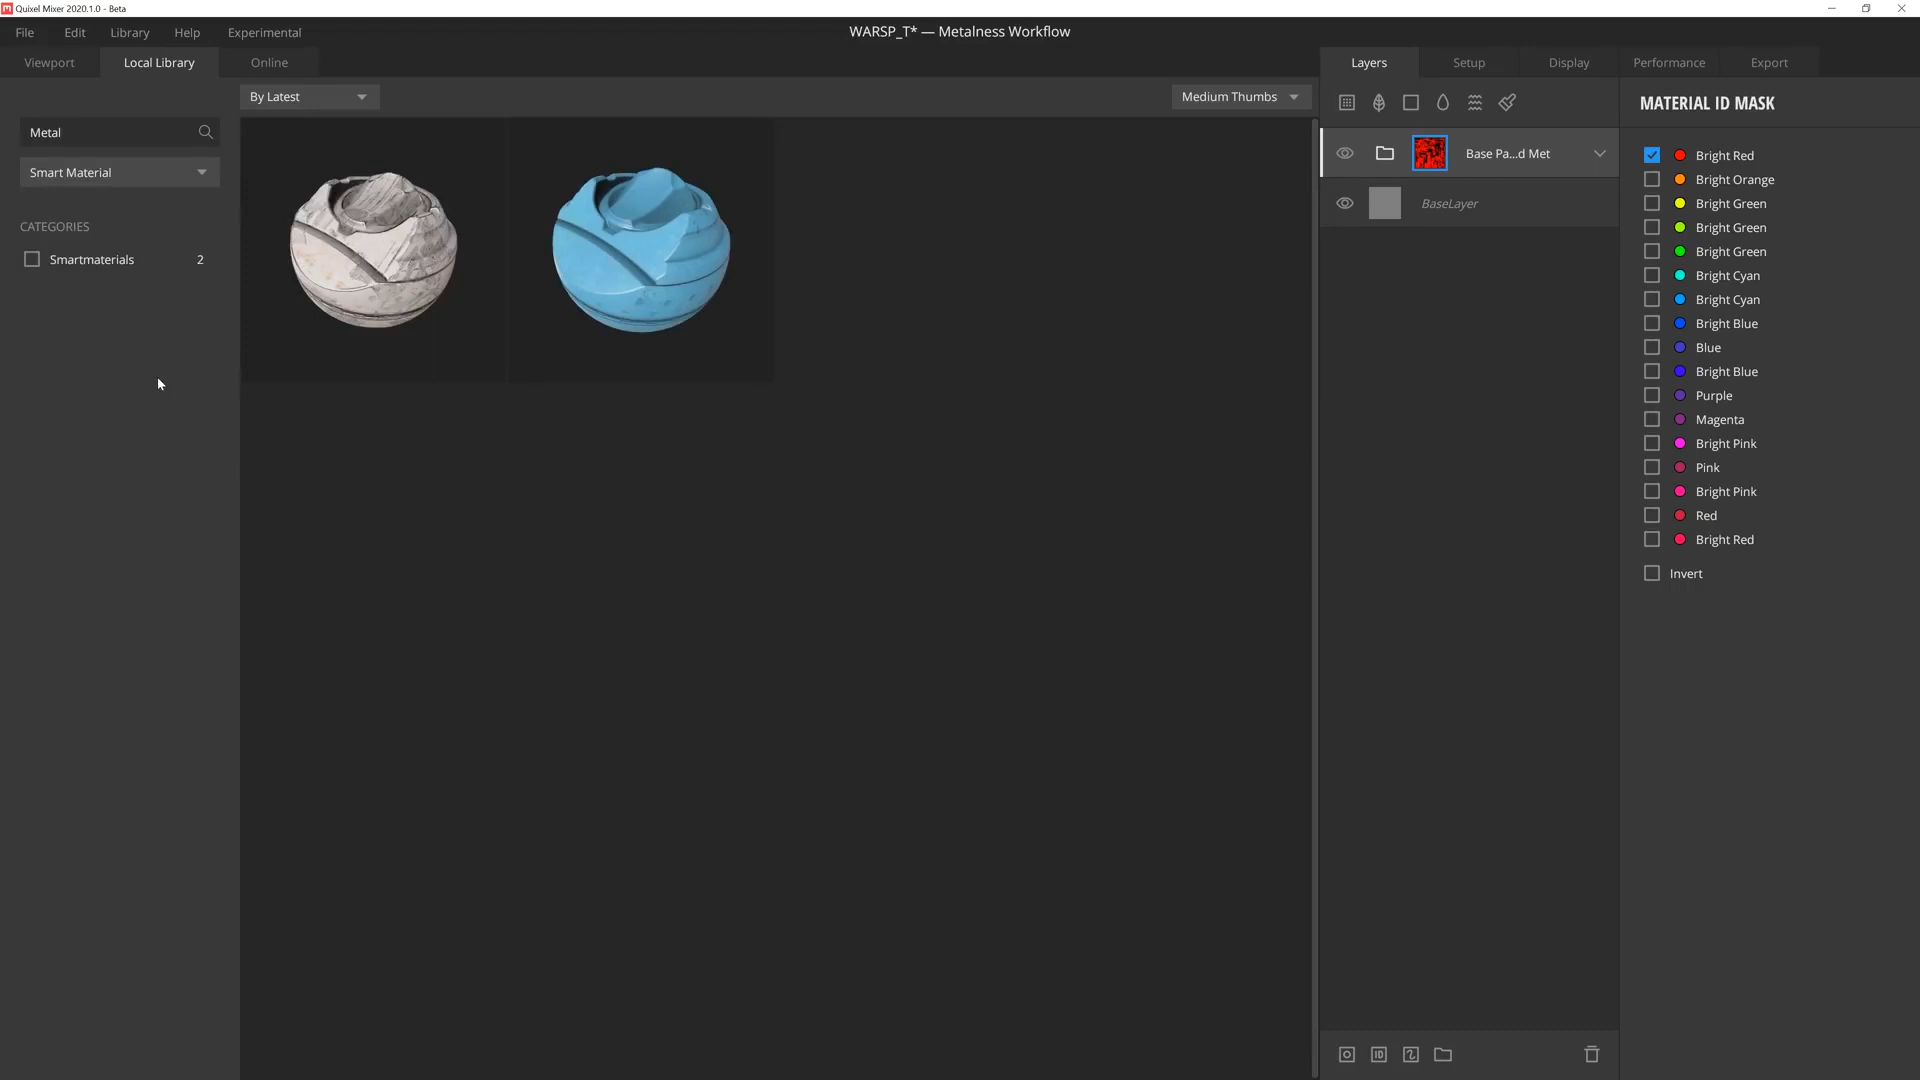 Quixel Mixer 2020.1.0 - Beta
File Edit Library Help Experimental
WARSP_T* — Metalness Workflow
Viewport Local Library Online
Layers Setup Display Performance Export
By Latest
Medium Thumbs
Metal
Smart Material
CATEGORIES
Smartmaterials 2
Base Pa...d Met
BaseLayer
ID
MATERIAL ID MASK
Bright Red
Bright Orange
Bright Green
Bright Green
Bright Green
Bright Cyan
Bright Cyan
Bright Blue
Blue
Bright Blue
Purple
Magenta
Bright Pink
Pink
Bright Pink
Red
Bright Red
Invert